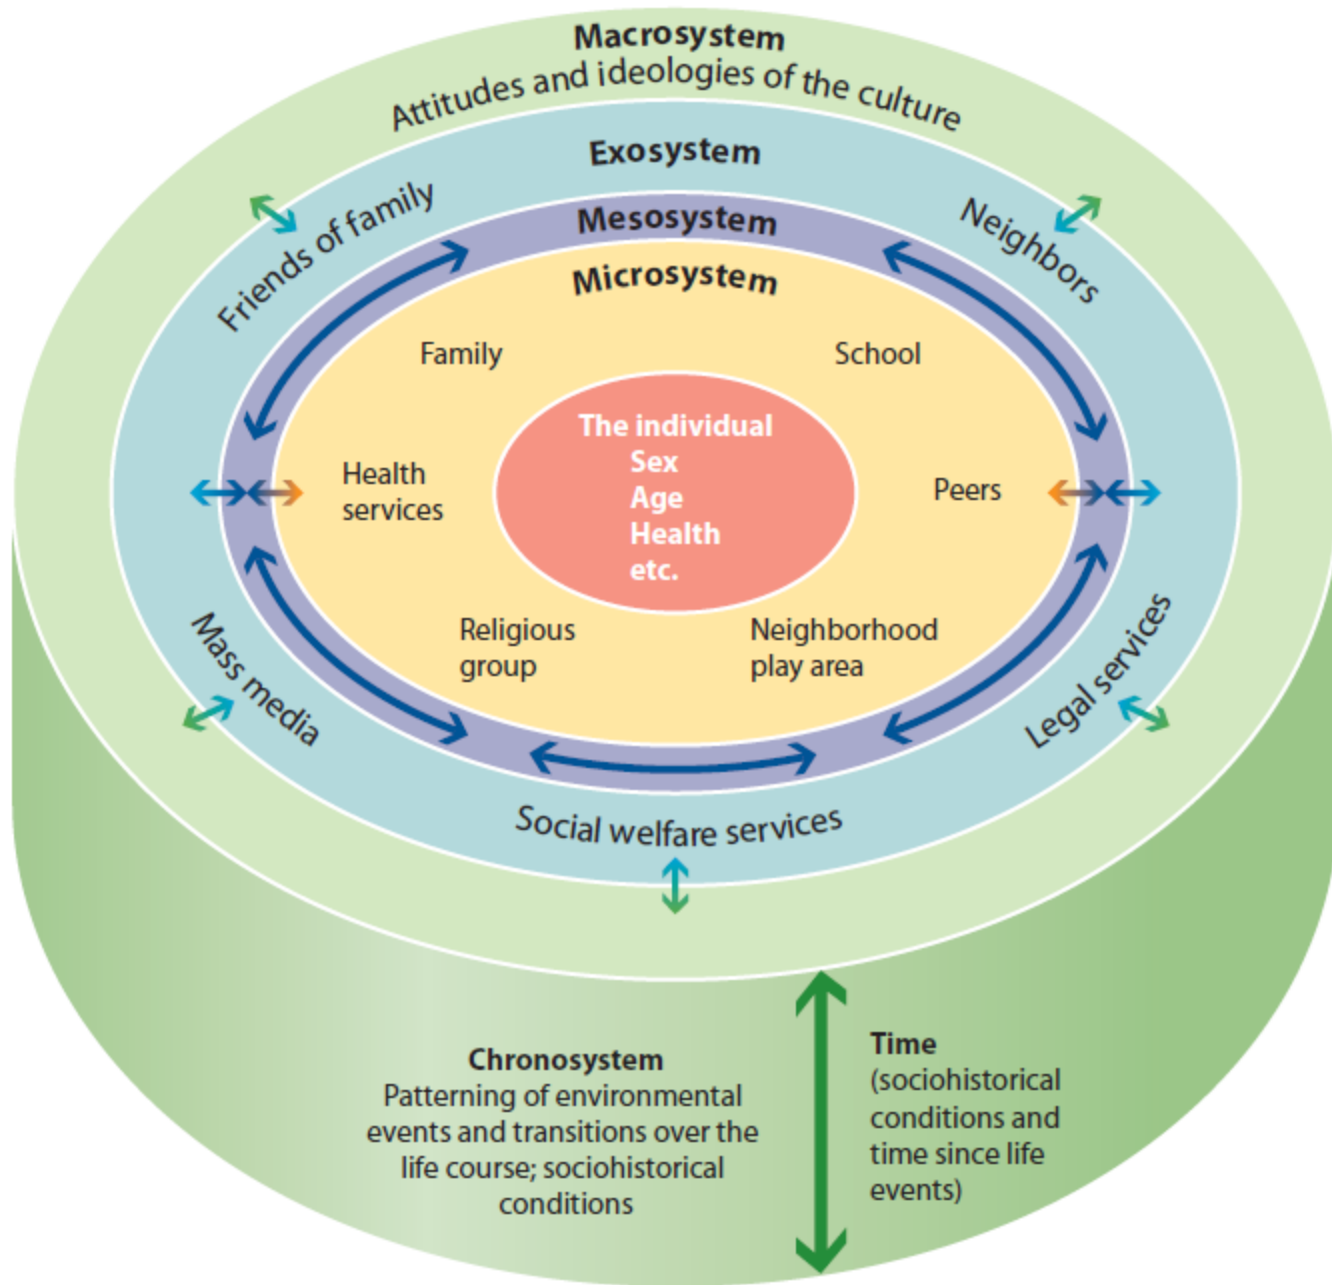 Macrosystem
Attitudes and ideologies of the culture
Exosystem
Friends of family
Neighbors
Mesosystem
Microsystem
Family
School
The individual
Sex
Age
Health
etc.
Health
services
Peers
Religious
group
Neighborhood
play area
Mass media
Legal services
Social welfare services
Chronosystem
Patterning of environmental
events and transitions over the
life course; sociohistorical
conditions
Time
(sociohistorical
conditions and
time since life
events)